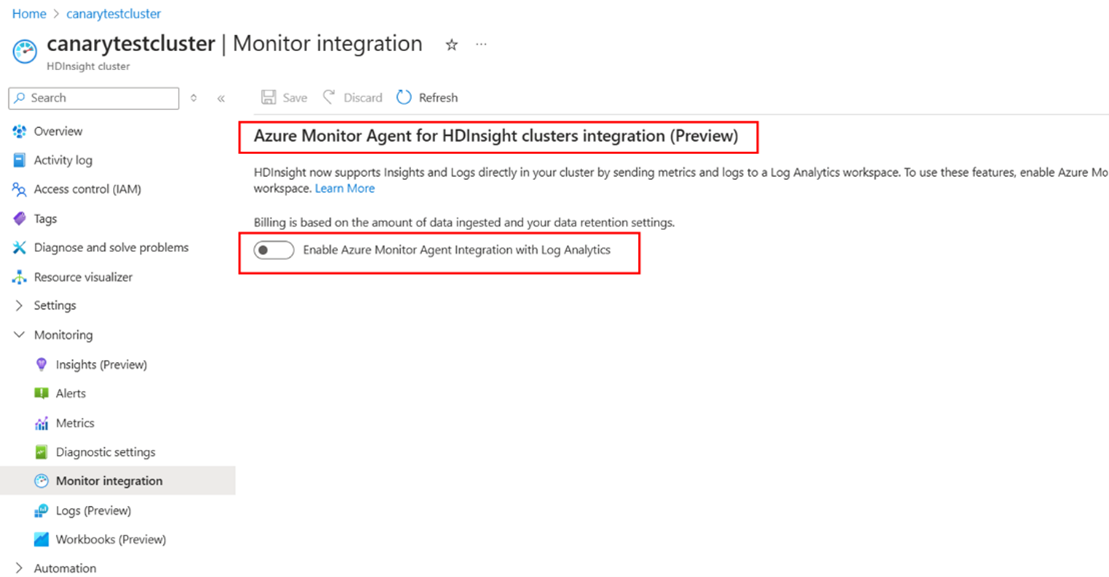 Home > canarytestcluster
canarytestcluster | Monitor integration
HDInsight cluster
Search
Save Discard Refresh
Overview
Activity log
Access control (IAM)
Tags
Diagnose and solve problems
Resource visualizer
Settings
Monitoring
Insights (Preview)
Alerts
Metrics
Diagnostic settings
Monitor integration
Logs (Preview)
Workbooks (Preview)
Automation
Azure Monitor Agent for HDInsight clusters integration (Preview)
HDInsight now supports Insights and Logs directly in your cluster by sending metrics and logs to a Log Analytics workspace. To use these features, enable Azure Mo
workspace. Learn More
Billing is based on the amount of data ingested and your data retention settings.
Enable Azure Monitor Agent Integration with Log Analytics